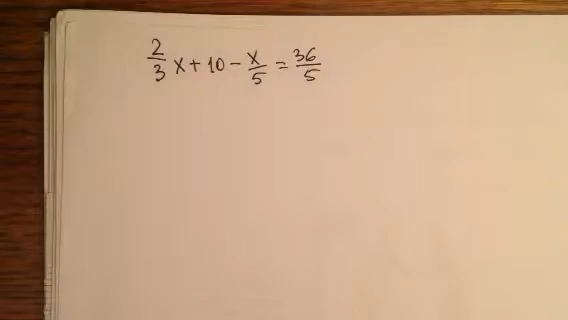 2/3 x + 10 - x/5 = 36/5